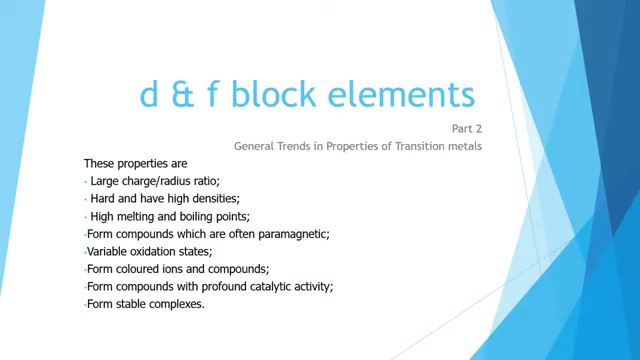 d & f block elements
Part 2
General Trends in Properties of Transition metals
These properties are
- Large charge/radius ratio;
- Hard and have high densities;
- High melting and boiling points;
-Form compounds which are often paramagnetic;
-Variable oxidation states;
-Form coloured ions and compounds;
-Form compounds with profound catalytic activity;
-Form stable complexes.